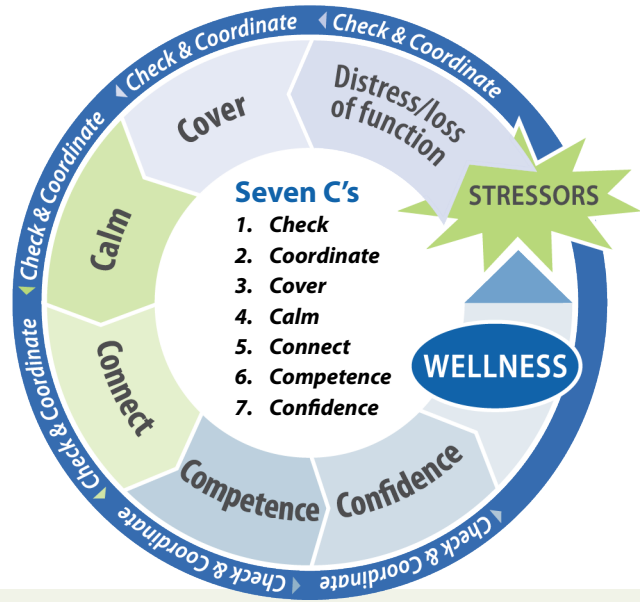 Check & Coordinate
Check & Coordinate
Check & Coordinate
Check & Coordinate
Check & Coordinate
Check & Coordinate
Check & Coordinate
Distress/loss
of function
Cover
Calm
Connect
Competence
Confidence
WELLNESS
STRESSORS
Seven C's
1. Check
2. Coordinate
3. Cover
4. Calm
5. Connect
6. Competence
7. Confidence